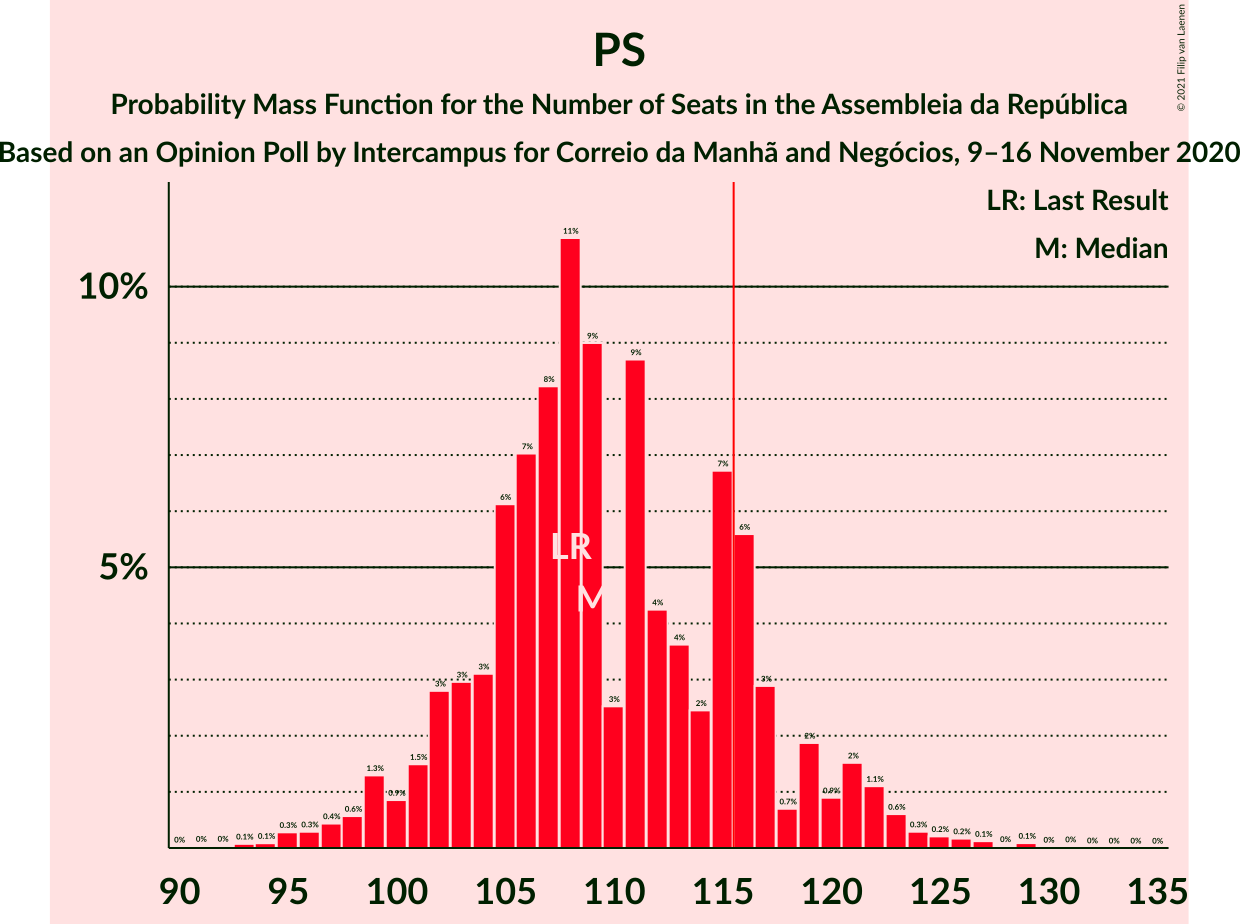 PS
Probability Mass Function for the Number of Seats in the Assembleia da República
Based on an Opinion Poll by Intercampus for Correio da Manhã and Negócios, 9–16 November 2020
© 2021 Filip van Laenen
LR: Last Result
M: Median
10%
5%
0% 0% 0% 0.1% 0.1% 0.3% 0.3% 0.4% 0.6% 1.3% 0.9% 1.5% 3% 3% 3% 6% 7% 8% 11% 9% 3% 9% 4% 4% 2% 7% 6% 3% 0.7% 2% 0.9% 2% 1.1% 0.6% 0.3% 0.2% 0.2% 0.1% 0% 0.1% 0% 0% 0% 0% 0% 0%
LR
M
90 95 100 105 110 115 120 125 130 135